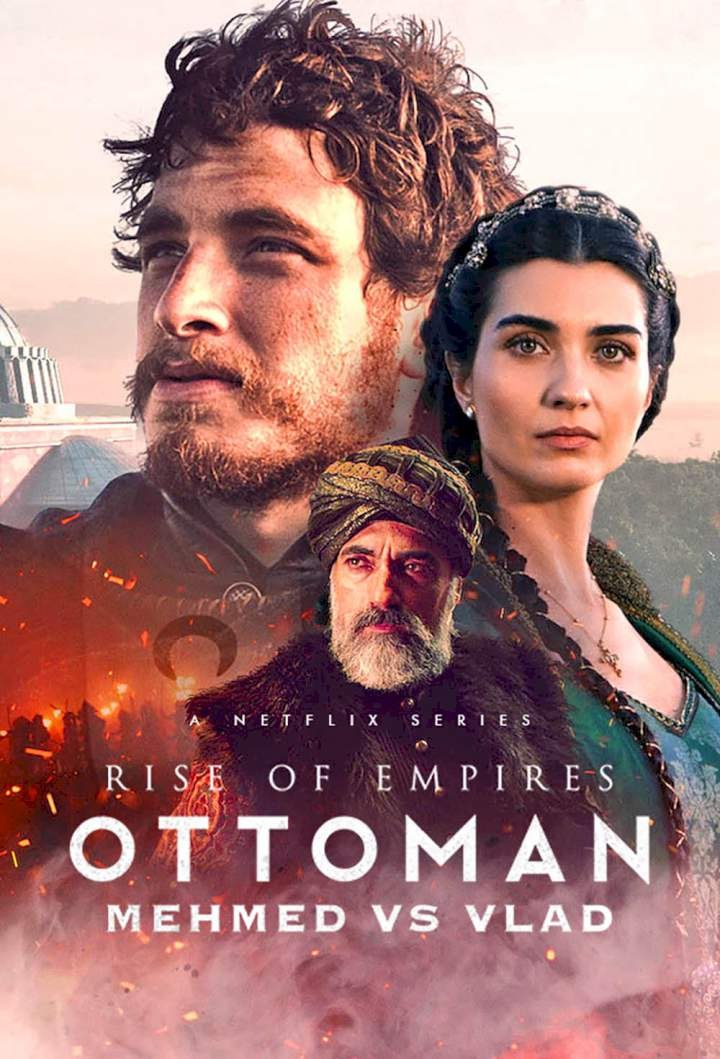 A NETFLIX SERIES
RISE OF EMPIRES
OTTOMAN
MEHMED VS VLAD